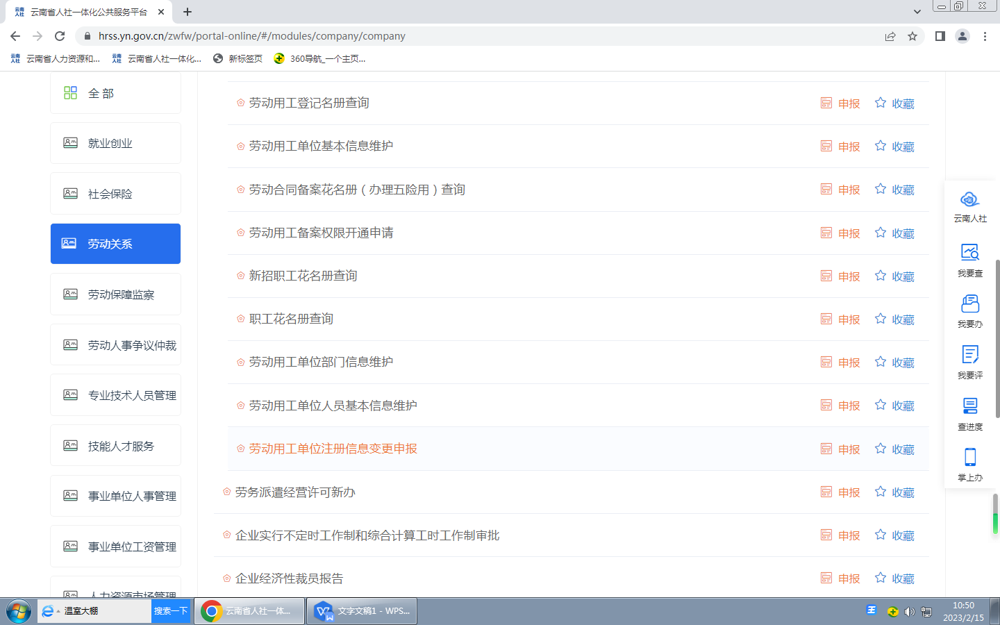 云南省人社一体化公共服务平台
hrss.yn.gov.cn/zwfw/portal-online/#/modules/company/company
云南省人力资源和... 云南省人社一体化... 新标签页 360导航_一个主页...
全 部
就业创业
社会保险
劳动关系
劳动保障监察
劳动人事争议仲裁
专业技术人员管理
技能人才服务
事业单位人事管理
事业单位工资管理
人力资源市场管理
劳动用工登记名册查询 申报 收藏
劳动用工单位基本信息维护 申报 收藏
劳动合同备案花名册（办理五险用）查询 申报 收藏
劳动用工备案权限开通申请 申报 收藏
新招职工花名册查询 申报 收藏
职工花名册查询 申报 收藏
劳动用工单位部门信息维护 申报 收藏
劳动用工单位人员基本信息维护 申报 收藏
劳动用工单位注册信息变更申报 申报 收藏
劳务派遣经营许可新办 申报 收藏
企业实行不定时工作制和综合计算工时工作制审批 申报 收藏
企业经济性裁员报告 申报 收藏
云南人社
我要查
我要办
我要评
查进度
掌上办
温室大棚 搜索一下 云南省人社一体... 文字文稿1 - WPS...
10:50
2023/2/15